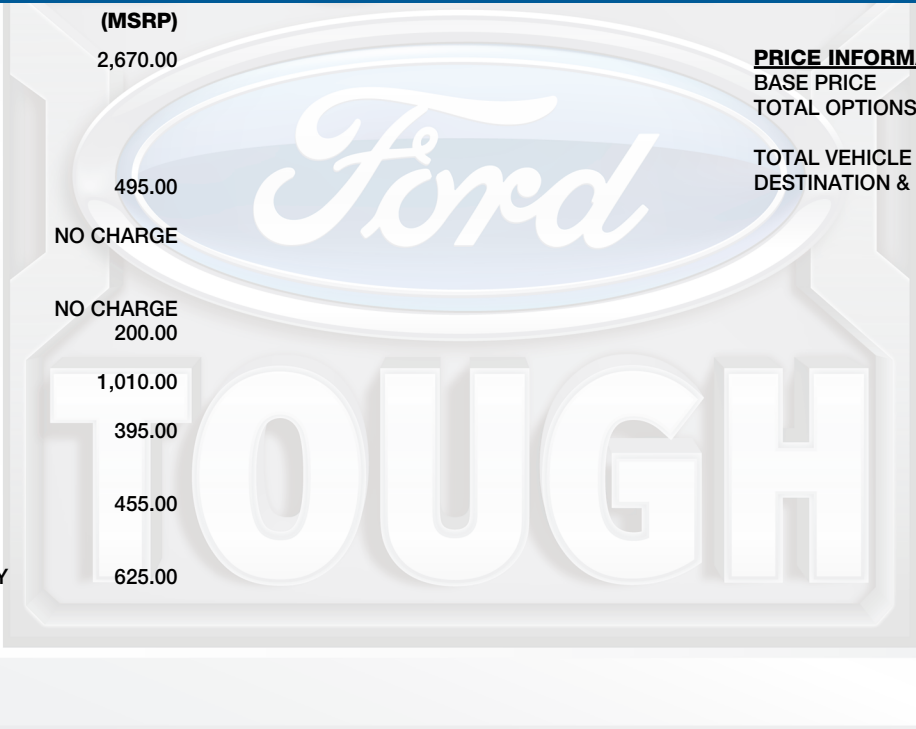 (MSRP)
2,670.00
495.00
NO CHARGE
NO CHARGE
200.00
1,010.00
395.00
455.00
Y 625.00
PRICE INFORMA
BASE PRICE
TOTAL OPTIONS
TOTAL VEHICLE
DESTINATION &
Ford
TOUGH